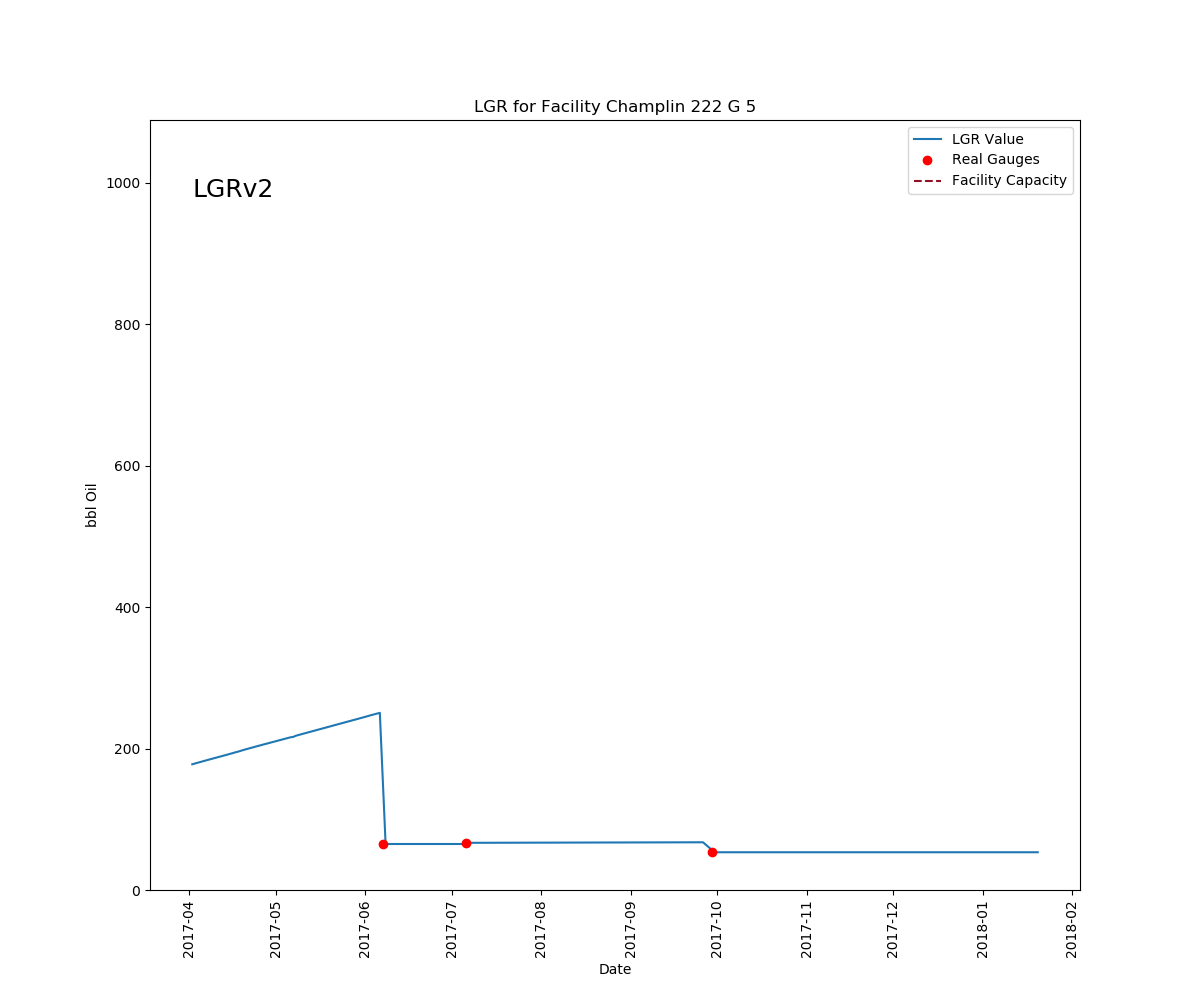 LGR for Facility Champlin 222 G 5
LGR Value
Real Gauges
Facility Capacity
LGRv2
1000
800
600
400
200
0
bbl Oil
2017-04
2017-05
2017-06
2017-07
2017-08
2017-09
2017-10
2017-11
2017-12
2018-01
2018-02
Date